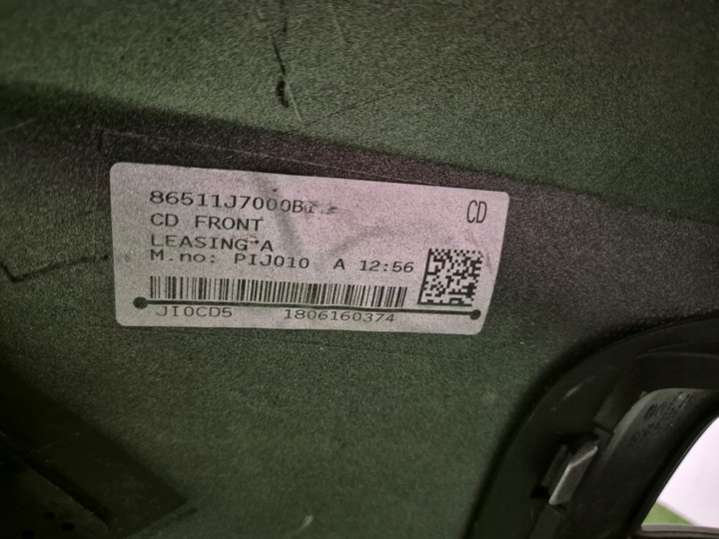 86511J7000B
CD
CD FRONT
LEASING A
M.no: PIJ010 A 12:56
JI0CD5 1806160374